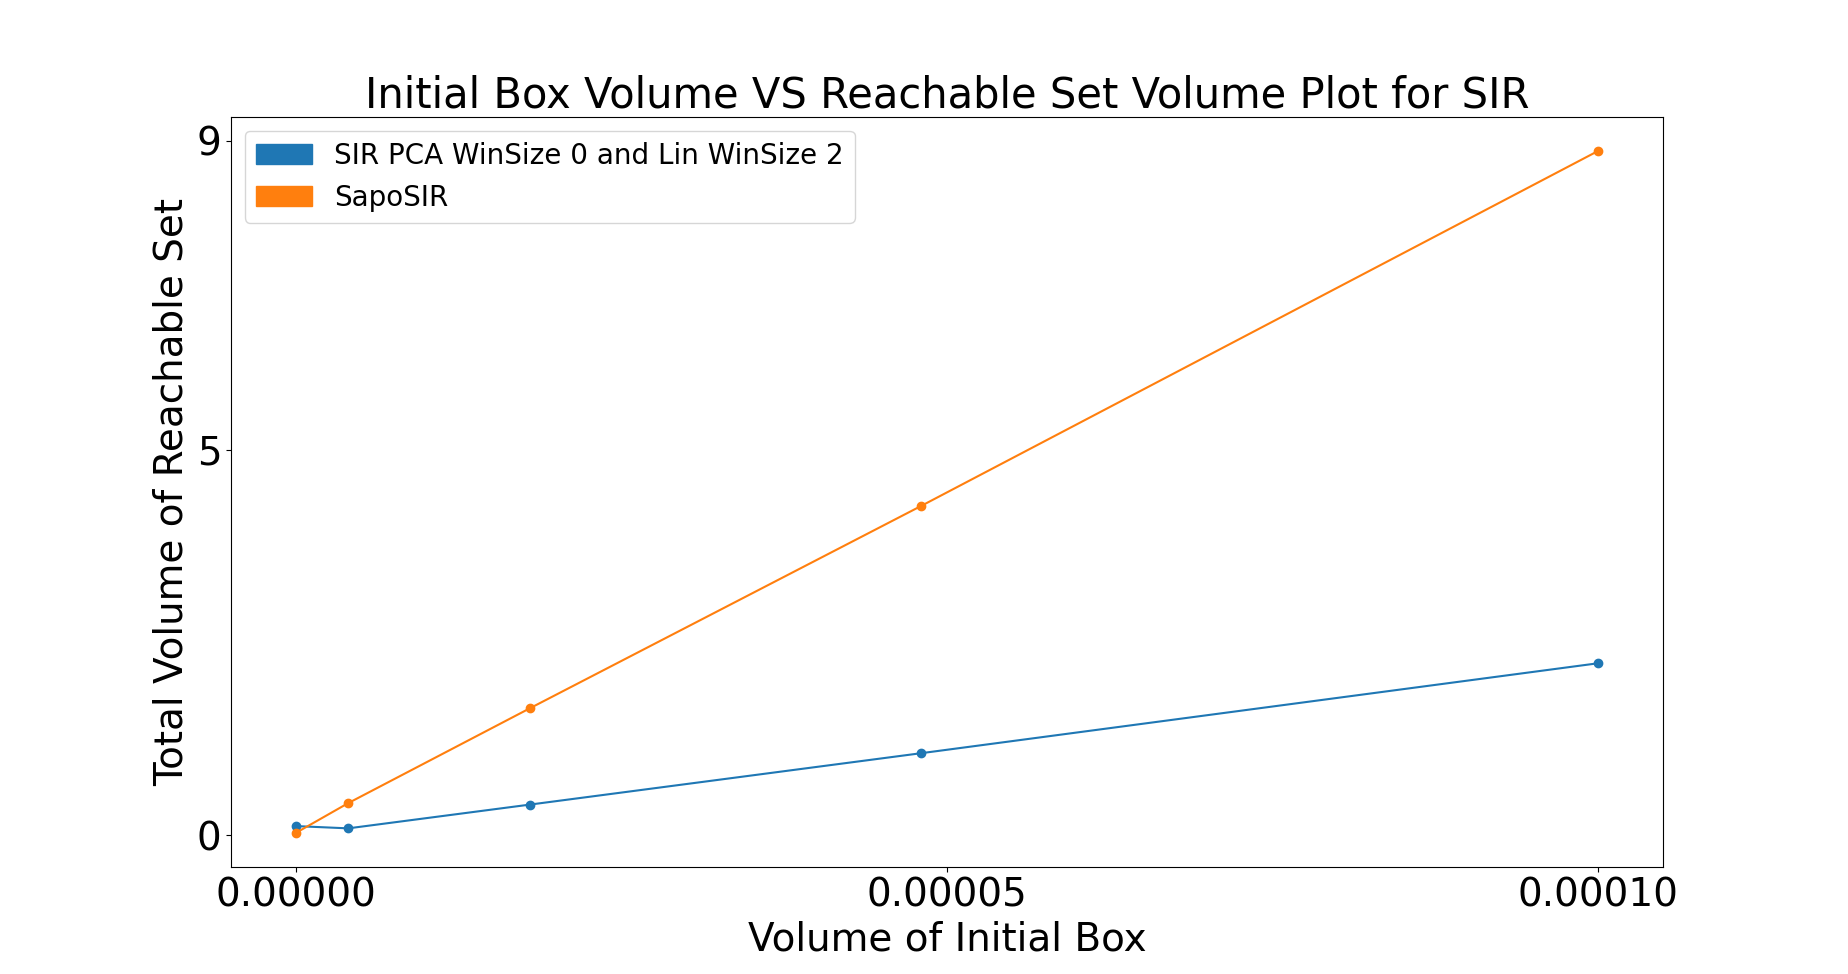 Initial Box Volume VS Reachable Set Volume Plot for SIR
SIR PCA WinSize 0 and Lin WinSize 2
SapoSIR
Total Volume of Reachable Set
9
5
0
0.00000
0.00005
0.00010
Volume of Initial Box